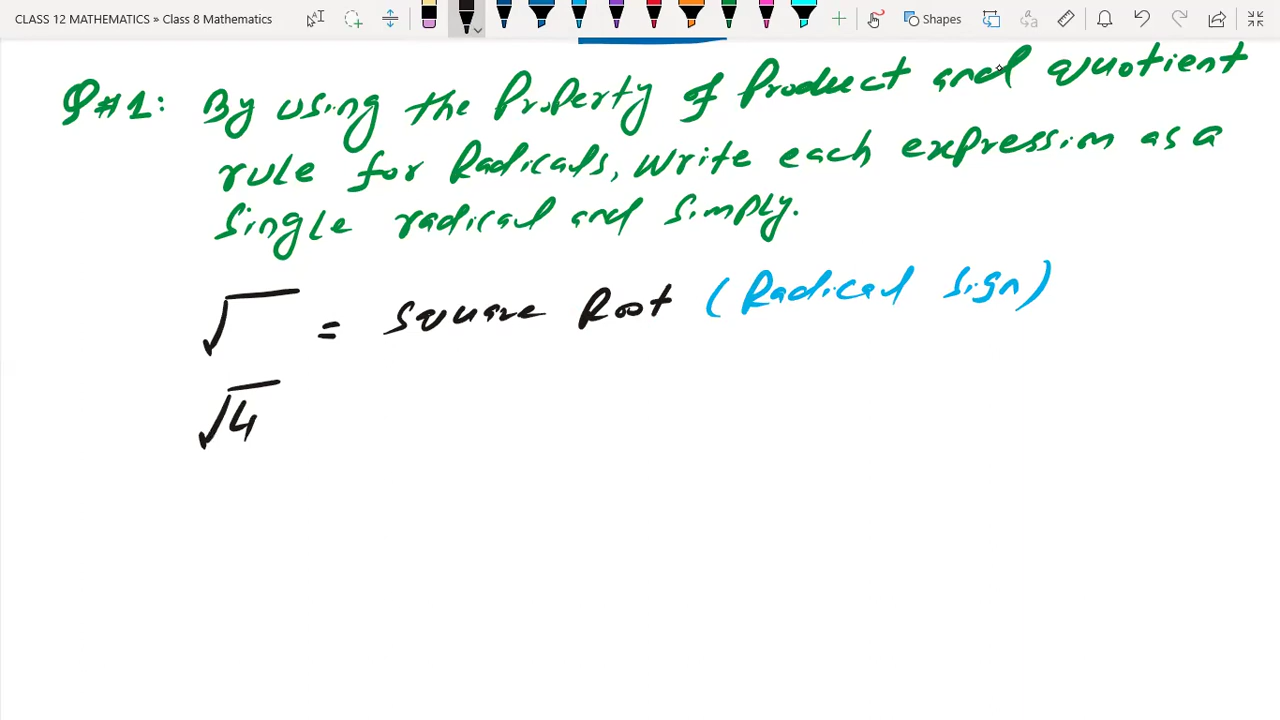 CLASS 12 MATHEMATICS » Class 8 Mathematics
Shapes
Q#1: By using the Property of Product and quotient
rule for Radicals, write each expression as a
single radical and simply.
√ = square Root (Radical sign)
√4